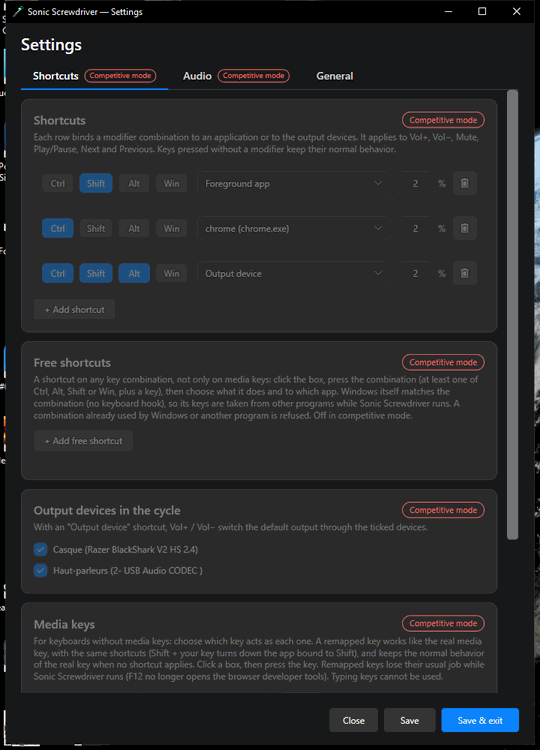 Sonic Screwdriver — Settings
Settings
Shortcuts Competitive mode Audio Competitive mode General
Shortcuts Competitive mode
Each row binds a modifier combination to an application or to the output devices. It applies to Vol+, Vol−, Mute,
Play/Pause, Next and Previous. Keys pressed without a modifier keep their normal behavior.
Ctrl Shift Alt Win Foreground app 2 %
Ctrl Shift Alt Win chrome (chrome.exe) 2 %
Ctrl Shift Alt Win Output device 2 %
+ Add shortcut
Free shortcuts Competitive mode
A shortcut on any key combination, not only on media keys: click the box, press the combination (at least one of
Ctrl, Alt, Shift or Win, plus a key), then choose what it does and to which app. Windows itself matches the
combination (no keyboard hook), so its keys are taken from other programs while Sonic Screwdriver runs. A
combination already used by Windows or another program is refused. Off in competitive mode.
+ Add free shortcut
Output devices in the cycle Competitive mode
With an "Output device" shortcut, Vol+ / Vol− switch the default output through the ticked devices.
Casque (Razer BlackShark V2 HS 2.4)
Haut-parleurs (2- USB Audio CODEC )
Media keys Competitive mode
For keyboards without media keys: choose which key acts as each one. A remapped key works like the real media
key, with the same shortcuts (Shift + your key turns down the app bound to Shift), and keeps the normal behavior
of the real key when no shortcut applies. Click a box, then press the key. Remapped keys lose their usual job while
Sonic Screwdriver runs (F12 no longer opens the browser developer tools). Typing keys cannot be used.
Close Save Save & exit